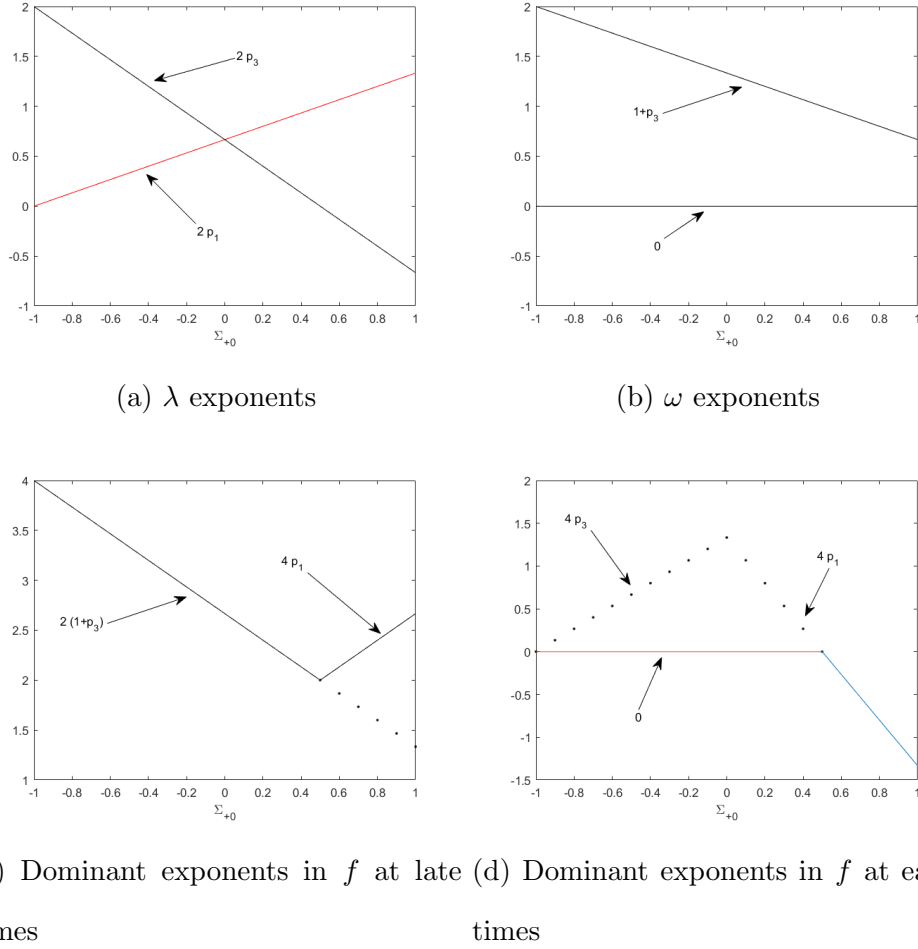 2
1.5
1
0.5
0
-0.5
-1
-1 -0.8 -0.6 -0.4 -0.2 0 0.2 0.4 0.6 0.8 1
Σ+0
2 p3
2 p1
(a) λ exponents
2
1.5
1
0.5
0
-0.5
-1
-1 -0.8 -0.6 -0.4 -0.2 0 0.2 0.4 0.6 0.8 1
Σ+0
1+p3
0
(b) ω exponents
4
3.5
3
2.5
2
1.5
1
-1 -0.8 -0.6 -0.4 -0.2 0 0.2 0.4 0.6 0.8 1
Σ+0
4 p1
2 (1+p3)
) Dominant exponents in f at late
mes
2
1.5
1
0.5
0
-0.5
-1
-1.5
-1 -0.8 -0.6 -0.4 -0.2 0 0.2 0.4 0.6 0.8 1
Σ+0
4 p3
4 p1
0
(d) Dominant exponents in f at ea
times